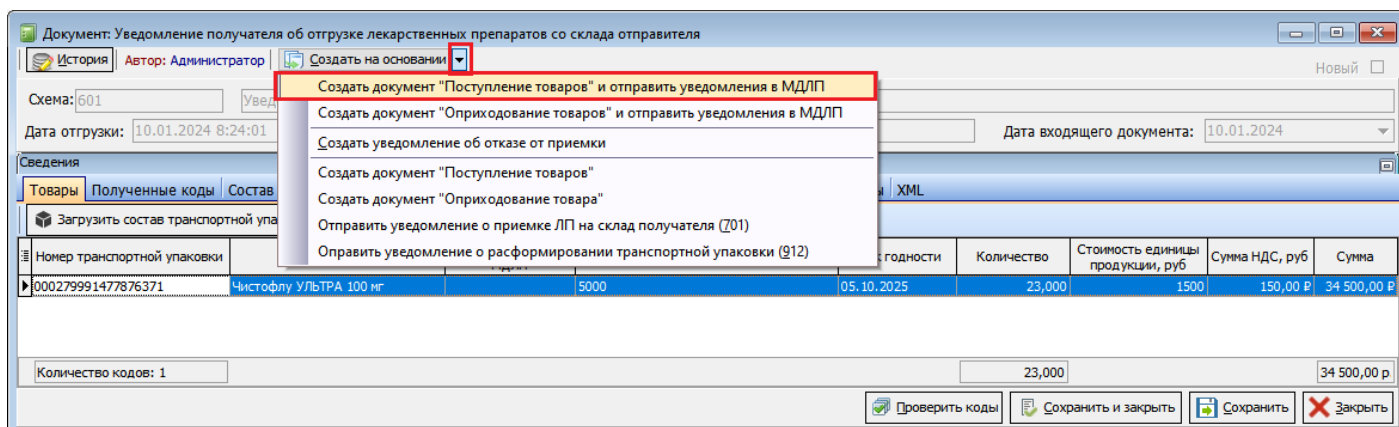 Документ: Уведомление получателя об отгрузке лекарственных препаратов со склада отправителя
История Автор: Администратор Создать на основании Новый
Создать документ "Поступление товаров" и отправить уведомления в МДЛП
Схема: 601 Увед
Создать документ "Оприходование товаров" и отправить уведомления в МДЛП
Дата отгрузки: 10.01.2024 8:24:01 Дата входящего документа: 10.01.2024
Создать уведомление об отказе от приемки
Сведения
Создать документ "Поступление товаров"
Товары Полученные коды Состав XML
Создать документ "Оприходование товара"
Загрузить состав транспортной упа
Отправить уведомление о приемке ЛП на склад получателя (701)
Оправить уведомление о расформировании транспортной упаковки (912)
Номер транспортной упаковки годности Количество Стоимость единицы продукции, руб Сумма НДС, руб Сумма
000279991477876371 Чистофлу УЛЬТРА 100 мг 5000 05.10.2025 23,000 1500 150,00 ₽ 34 500,00 ₽
Количество кодов: 1 23,000 34 500,00 р.
Проверить коды Сохранить и закрыть Сохранить Закрыть